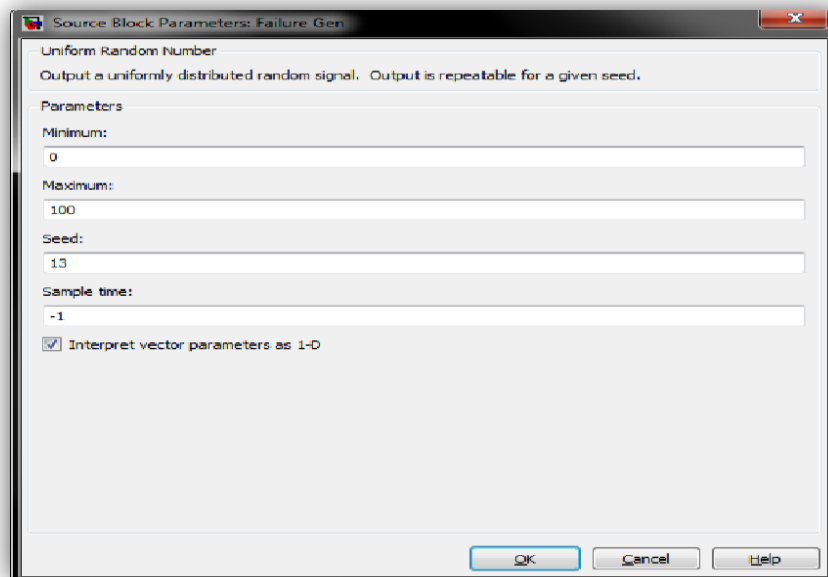 Source Block Parameters: Failure Gen
Uniform Random Number
Output a uniformly distributed random signal. Output is repeatable for a given seed.
Parameters
Minimum:
0
Maximum:
100
Seed:
13
Sample time:
-1
Interpret vector parameters as 1-D
OK Cancel Help